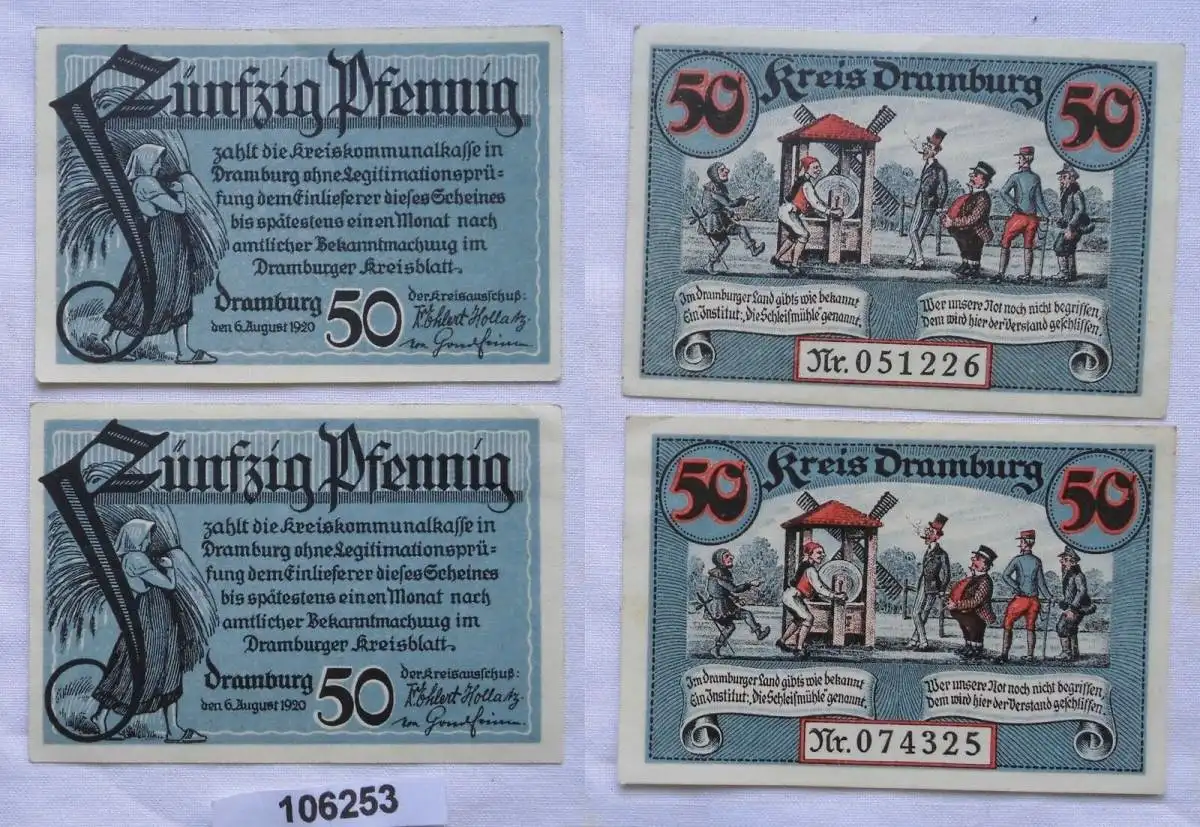 Fünfzig Pfennig
zahlt die Kreiskommunalkasse in
Dramburg ohne Legitimationsprü-
fung dem Einlieferer dieses Scheines
bis spätestens einen Monat nach
amtlicher Bekanntmachung im
Dramburger Kreisblatt.
Dramburg 50 der Kreisausschuß:
den 6. August 1920
Hollatz
50 Kreis Dramburg 50
Im Dramburger Land gibts wie bekannt
Ein Institut: „Die Schleifmühle" genannt.
Wer unsere Not noch nicht begriffen,
Dem wird hier der Verstand geschliffen.
Nr. 051226
Fünfzig Pfennig
zahlt die Kreiskommunalkasse in
Dramburg ohne Legitimationsprü-
fung dem Einlieferer dieses Scheines
bis spätestens einen Monat nach
amtlicher Bekanntmachung im
Dramburger Kreisblatt.
Dramburg 50 der Kreisausschuß:
den 6. August 1920
Hollatz
50 Kreis Dramburg 50
Im Dramburger Land gibts wie bekannt
Ein Institut: „Die Schleifmühle" genannt.
Wer unsere Not noch nicht begriffen,
Dem wird hier der Verstand geschliffen.
Nr. 074325
106253